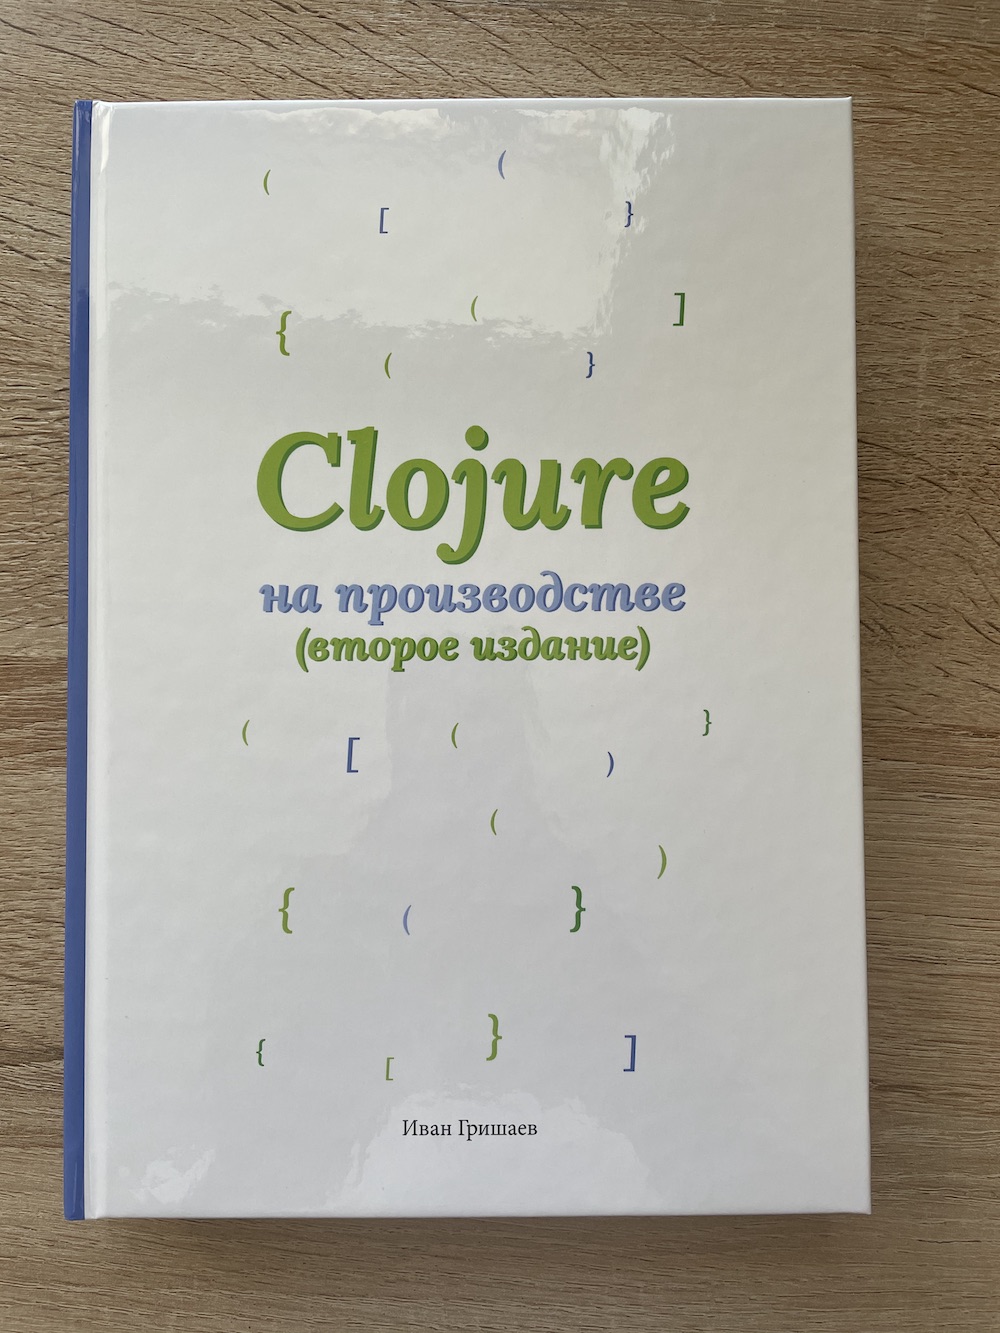 ( (
[ }
( ]
{
( }
Clojure
на производстве
(второе издание)
( [ ( ) }
(
)
{ ( }
}
{ [ ]
Иван Гришаев